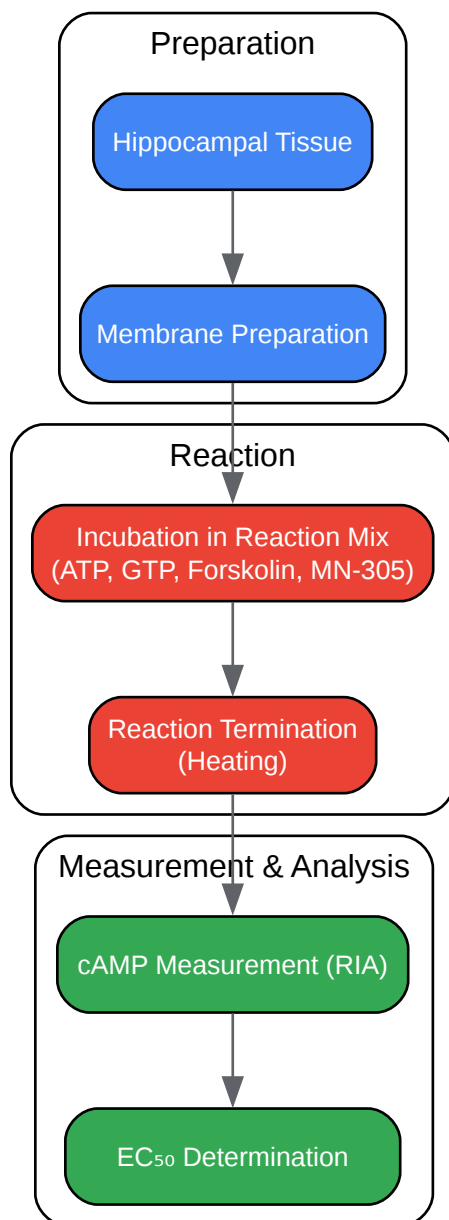 Preparation
Hippocampal Tissue
Membrane Preparation
Reaction
Incubation in Reaction Mix
(ATP, GTP, Forskolin, MN-305)
Reaction Termination
(Heating)
Measurement & Analysis
cAMP Measurement (RIA)
EC₅₀ Determination